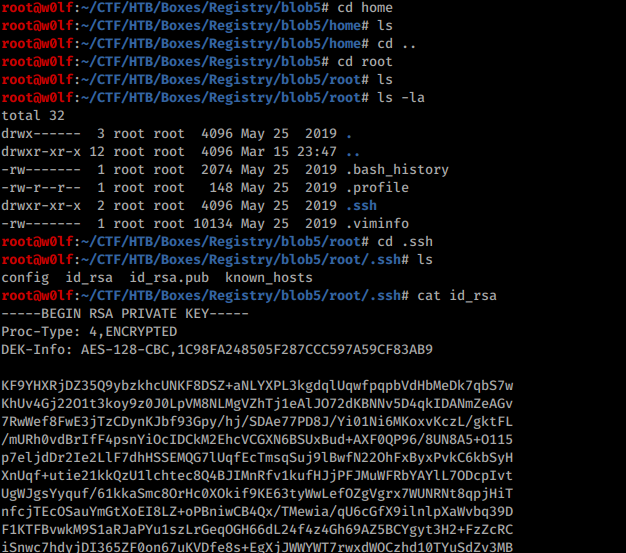 root@w0lf:~/CTF/HTB/Boxes/Registry/blob5# cd home
root@w0lf:~/CTF/HTB/Boxes/Registry/blob5/home# ls
root@w0lf:~/CTF/HTB/Boxes/Registry/blob5/home# cd ..
root@w0lf:~/CTF/HTB/Boxes/Registry/blob5# cd root
root@w0lf:~/CTF/HTB/Boxes/Registry/blob5/root# ls
root@w0lf:~/CTF/HTB/Boxes/Registry/blob5/root# ls -la
total 32
drwx------  3 root root  4096 May 25  2019 .
drwxr-xr-x 12 root root  4096 Mar 15 23:47 ..
-rw-------  1 root root  2074 May 25  2019 .bash_history
-rw-r--r--  1 root root   148 May 25  2019 .profile
drwxr-xr-x  2 root root  4096 May 25  2019 .ssh
-rw-------  1 root root 10134 May 25  2019 .viminfo
root@w0lf:~/CTF/HTB/Boxes/Registry/blob5/root# cd .ssh
root@w0lf:~/CTF/HTB/Boxes/Registry/blob5/root/.ssh# ls
config  id_rsa  id_rsa.pub  known_hosts
root@w0lf:~/CTF/HTB/Boxes/Registry/blob5/root/.ssh# cat id_rsa
-----BEGIN RSA PRIVATE KEY-----
Proc-Type: 4,ENCRYPTED
DEK-Info: AES-128-CBC,1C98FA248505F287CCC597A59CF83AB9

KF9YHXRjDZ35Q9ybzkhcUNKF8DSZ+aNLYXPL3kgdqlUqwfpqpbVdHbMeDk7qbS7w
KhUv4Gj22O1t3koy9z0J0LpVM8NLMgVZhTj1eAlJO72dKBNNv5D4qkIDANmZeAGv
7RwWef8FwE3jTzCDynKJbf93Gpy/hj/SDAe77PD8J/Yi01Ni6MKoxvKczL/gktFL
/mURh0vdBrIfF4psnYiOcIDCkM2EhcVCGXN6BSUxBud+AXF0QP96/8UN8A5+O115
p7eljdDr2Ie2LlF7dhHSSEMQG7lUqfEcTmsqSuj9lBwfN22OhFxByxPvkC6kbSyH
XnUqf+utie21kkQzU1lchtec8Q4BJIMnRfv1kufHJjPFJMuWFRbYAYlL7ODcpIvt
UgWJgsYyquf/61kkaSmc8OrHc0XOkif9KE63tyWwLefOZgVgrx7WUNRNt8qpjHiT
nfcjTEcOSauYmGtXoEI8LZ+oPBniwCB4Qx/TMewia/qU6cGfX9ilnlpXaWvbq39D
F1KTFBvwkM9S1aRJaPYu1szLrGeqOGH66dL24f4z4Gh69AZ5BCYgyt3H2+FzZcRC
iSnwc7hdyjDI365ZF0on67uKVDfe8s+EgXjJWWYWT7rwxdWOCzhd10TYuSdZv3MB